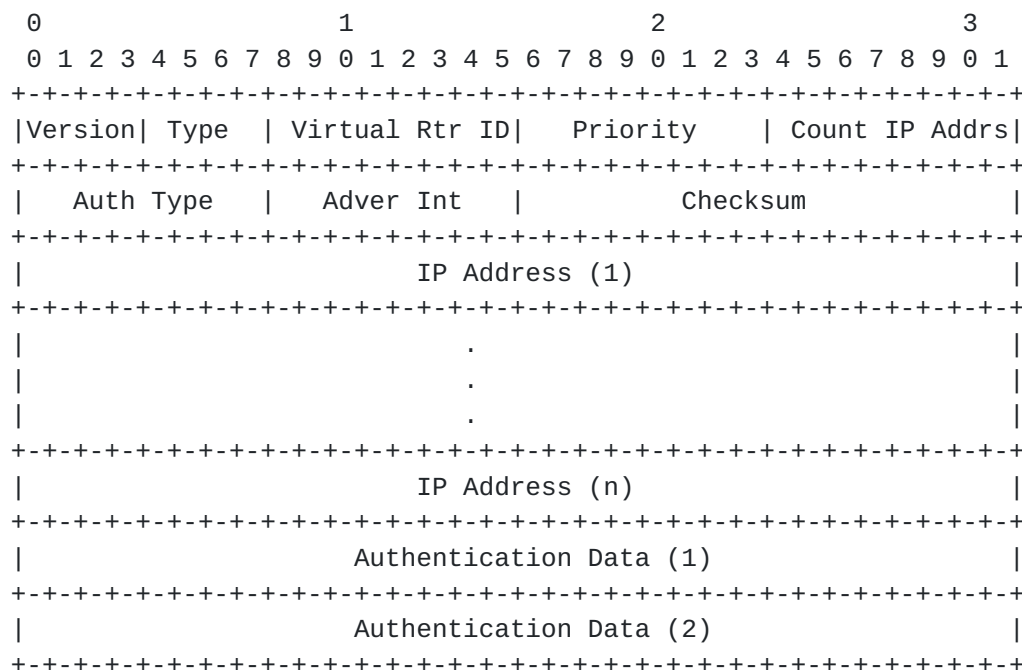 0                   1                   2                   3
 0 1 2 3 4 5 6 7 8 9 0 1 2 3 4 5 6 7 8 9 0 1 2 3 4 5 6 7 8 9 0 1
+-+-+-+-+-+-+-+-+-+-+-+-+-+-+-+-+-+-+-+-+-+-+-+-+-+-+-+-+-+-+-+-+
|Version| Type  | Virtual Rtr ID|   Priority    | Count IP Addrs|
+-+-+-+-+-+-+-+-+-+-+-+-+-+-+-+-+-+-+-+-+-+-+-+-+-+-+-+-+-+-+-+-+
|   Auth Type   |   Adver Int   |          Checksum             |
+-+-+-+-+-+-+-+-+-+-+-+-+-+-+-+-+-+-+-+-+-+-+-+-+-+-+-+-+-+-+-+-+
|                         IP Address (1)                        |
+-+-+-+-+-+-+-+-+-+-+-+-+-+-+-+-+-+-+-+-+-+-+-+-+-+-+-+-+-+-+-+-+
|                            .                                  |
|                            .                                  |
|                            .                                  |
+-+-+-+-+-+-+-+-+-+-+-+-+-+-+-+-+-+-+-+-+-+-+-+-+-+-+-+-+-+-+-+-+
|                         IP Address (n)                        |
+-+-+-+-+-+-+-+-+-+-+-+-+-+-+-+-+-+-+-+-+-+-+-+-+-+-+-+-+-+-+-+-+
|                     Authentication Data (1)                   |
+-+-+-+-+-+-+-+-+-+-+-+-+-+-+-+-+-+-+-+-+-+-+-+-+-+-+-+-+-+-+-+-+
|                     Authentication Data (2)                   |
+-+-+-+-+-+-+-+-+-+-+-+-+-+-+-+-+-+-+-+-+-+-+-+-+-+-+-+-+-+-+-+-+